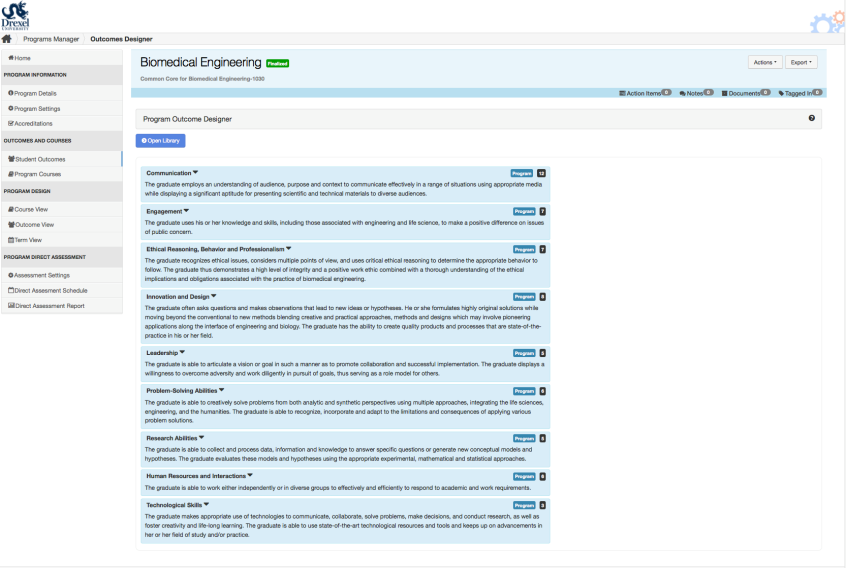 Drexel
UNIVERSITY
Programs Manager Outcomes Designer
Home
PROGRAM INFORMATION
Program Details
Program Settings
Accreditations
OUTCOMES AND COURSES
Student Outcomes
Program Courses
PROGRAM DESIGN
Course View
Outcome View
Term View
PROGRAM DIRECT ASSESSMENT
Assessment Settings
Direct Assesment Schedule
Direct Assessment Report
Biomedical Engineering Finalized
Actions Export
Common Core for Biomedical Engineering-1030
Action Items 0 Notes 0 Documents 0 Tagged In 0
Program Outcome Designer
Open Library
Communication Program 12
The graduate employs an understanding of audience, purpose and context to communicate effectively in a range of situations using appropriate media
while displaying a significant aptitude for presenting scientific and technical materials to diverse audiences.
Engagement Program 7
The graduate uses his or her knowledge and skills, including those associated with engineering and life science, to make a positive difference on issues
of public concern.
Ethical Reasoning, Behavior and Professionalism Program 7
The graduate recognizes ethical issues, considers multiple points of view, and uses critical ethical reasoning to determine the appropriate behavior to
follow. The graduate thus demonstrates a high level of integrity and a positive work ethic combined with a thorough understanding of the ethical
implications and obligations associated with the practice of biomedical engineering.
Innovation and Design Program 8
The graduate often asks questions and makes observations that lead to new ideas or hypotheses. He or she formulates highly original solutions while
moving beyond the conventional to new methods blending creative and practical approaches, methods and designs which may involve pioneering
applications along the interface of engineering and biology. The graduate has the ability to create quality products and processes that are state-of-the-
practice in his or her field.
Leadership Program 5
The graduate is able to articulate a vision or goal in such a manner as to promote collaboration and successful implementation. The graduate displays a
willingness to overcome adversity and work diligently in pursuit of goals, thus serving as a role model for others.
Problem-Solving Abilities Program
The graduate is able to creatively solve problems from both analytic and synthetic perspectives using multiple approaches, integrating the life sciences,
engineering, and the humanities. The graduate is able to recognize, incorporate and adapt to the limitations and consequences of applying various
problem solutions.
Research Abilities Program
The graduate is able to collect and process data, information and knowledge to answer specific questions or generate new conceptual models and
hypotheses. The graduate evaluates these models and hypotheses using the appropriate experimental, mathematical and statistical approaches.
Human Resources and Interactions Program
The graduate is able to work either independently or in diverse groups to effectively and efficiently to respond to academic and work requirements.
Technological Skills Program 3
The graduate makes appropriate use of technologies to communicate, collaborate, solve problems, make decisions, and conduct research, as well as
foster creativity and life-long learning. The graduate is able to use state-of-the-art technological resources and tools and keeps up on advancements in
her or her field of study and/or practice.